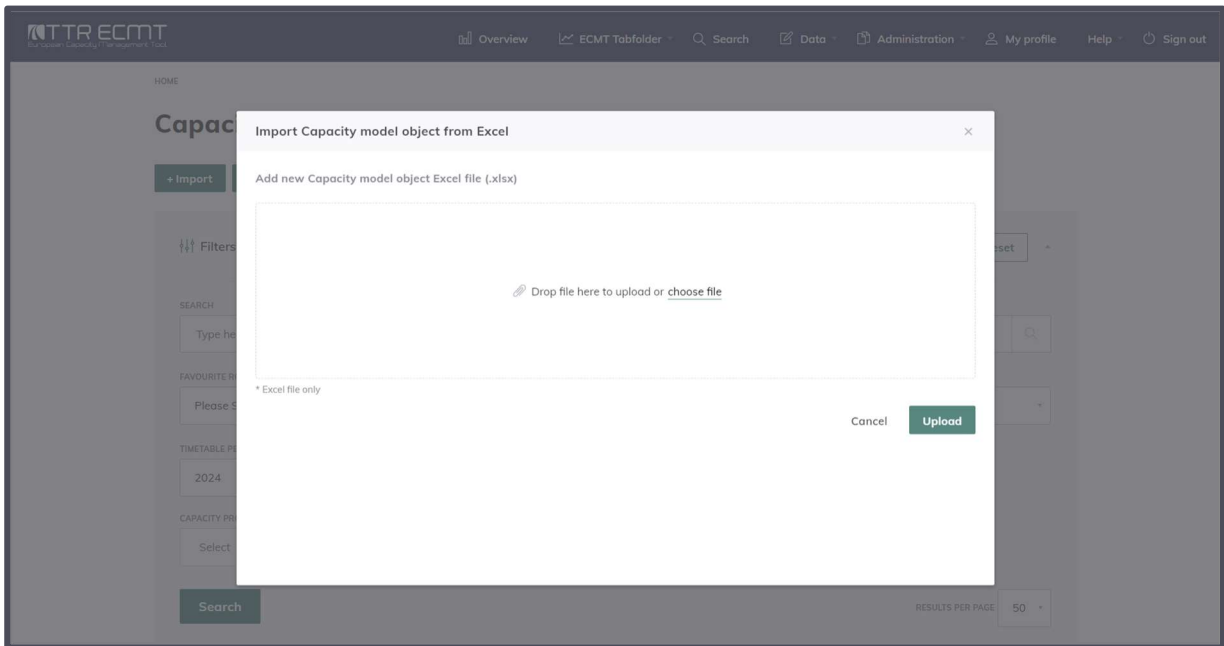 TTR ECMT
European Capacity Management Tool
Overview
ECMT Tabfolder
Search
Data
Administration
My profile
Help
Sign out
HOME
Capac
Import Capacity model object from Excel
+ Import
Add new Capacity model object Excel file (.xlsx)
Filters
eset
Drop file here to upload or choose file
SEARCH
Type he
FAVOURITE R
* Excel file only
Please S
Cancel
Upload
TIMETABLE PE
2024
CAPACITY PRI
Select
Search
RESULTS PER PAGE
50